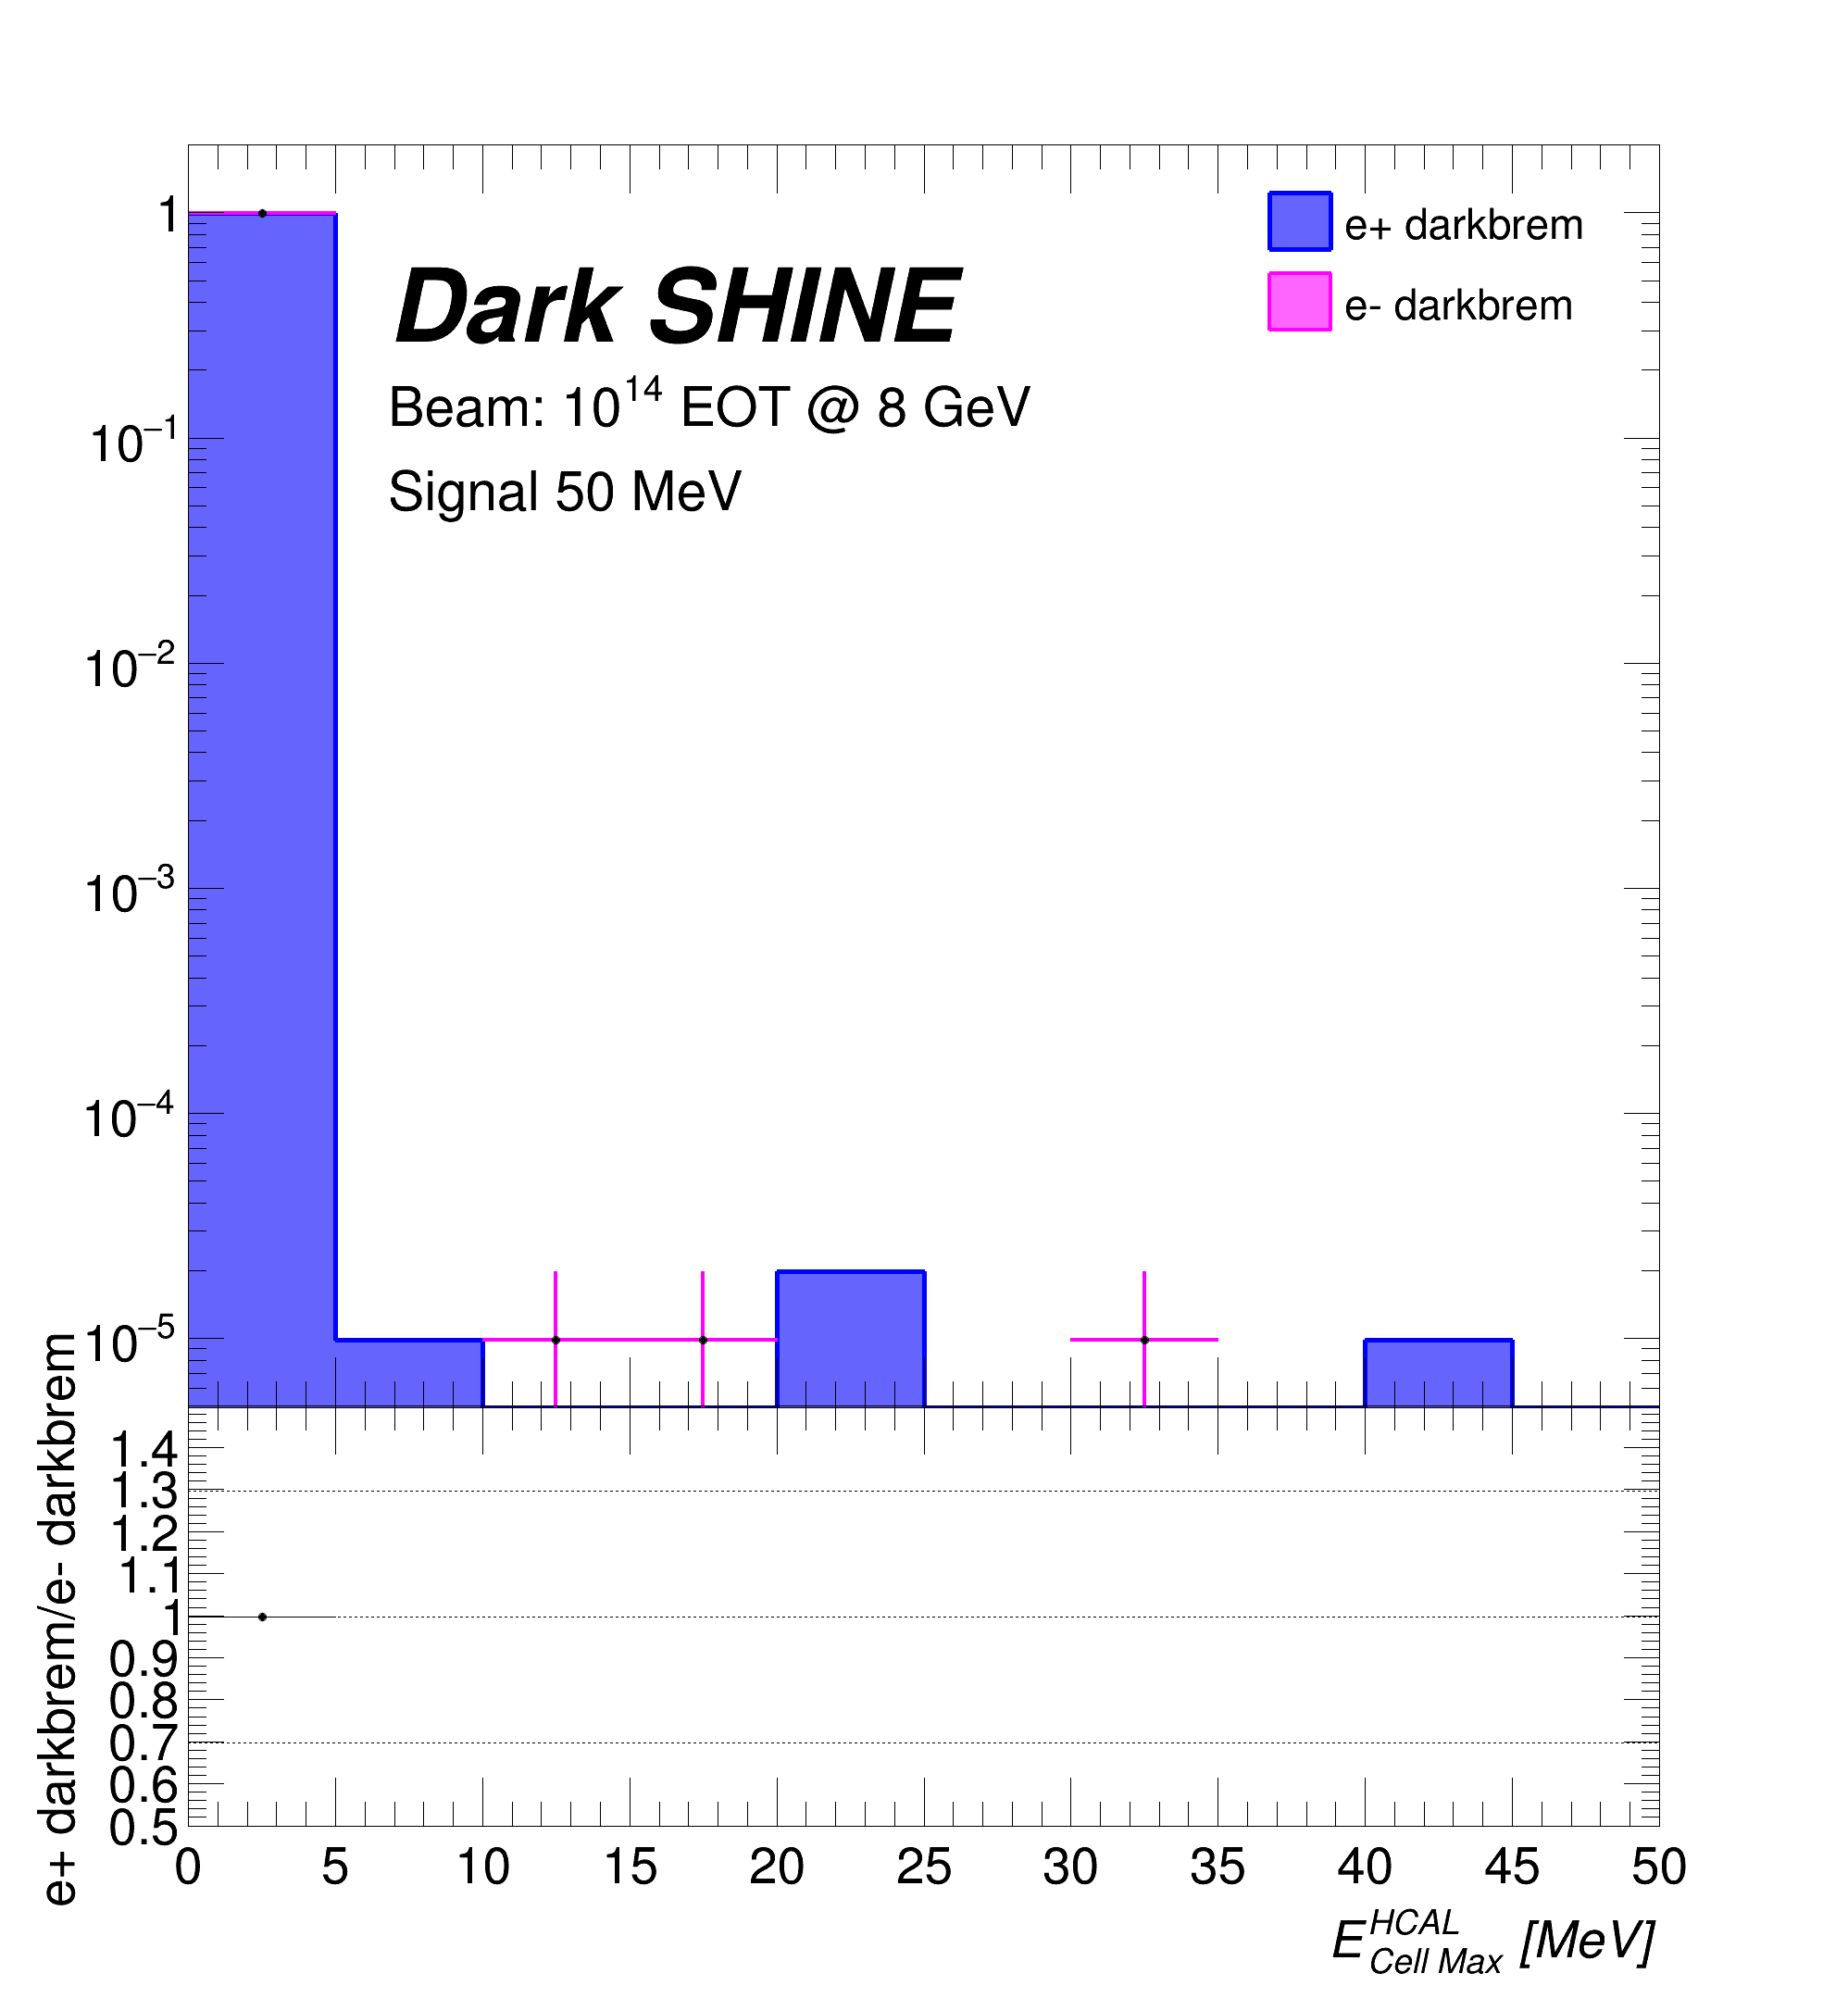 e+ darkbrem
e- darkbrem
Dark SHINE
Beam: 10¹⁴ EOT @ 8 GeV
Signal 50 MeV
1
10⁻¹
10⁻²
10⁻³
10⁻⁴
10⁻⁵
e+ darkbrem/e- darkbrem
1.4
1.3
1.2
1.1
1
0.9
0.8
0.7
0.6
0.5
0 5 10 15 20 25 30 35 40 45 50
E^HCAL_Cell Max [MeV]